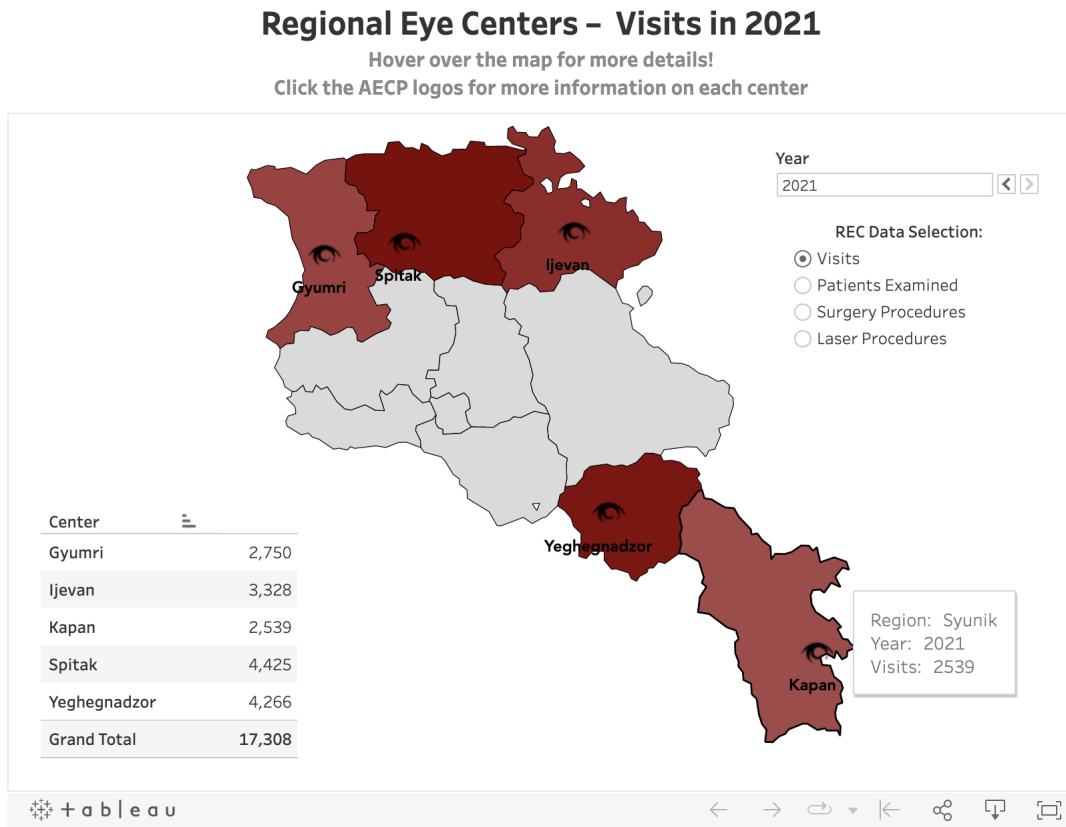 Regional Eye Centers – Visits in 2021
Hover over the map for more details!
Click the AECP logos for more information on each center
Year
2021
REC Data Selection:
Visits
Patients Examined
Surgery Procedures
Laser Procedures
Gyumri
Spitak
Ijevan
Yeghegnadzor
Kapan
Region: Syunik
Year: 2021
Visits: 2539
Center
Gyumri 2,750
Ijevan 3,328
Kapan 2,539
Spitak 4,425
Yeghegnadzor 4,266
Grand Total 17,308
+ableau